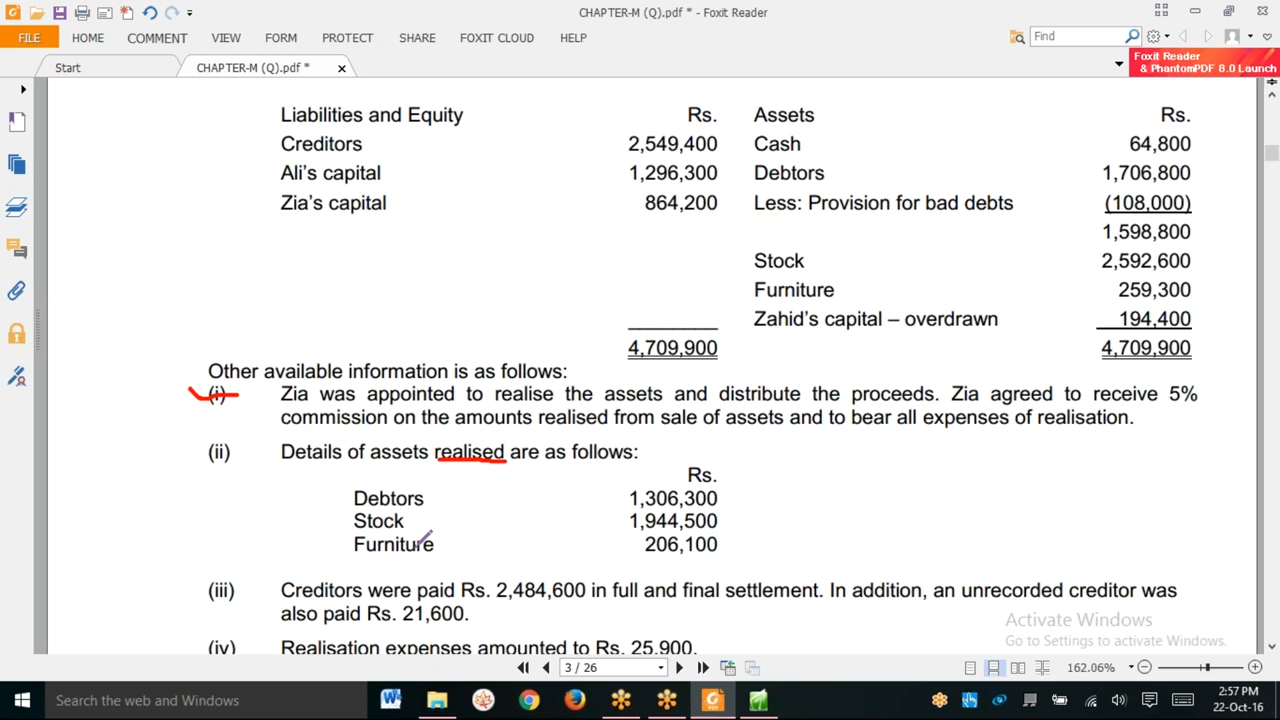 CHAPTER-M (Q).pdf * - Foxit Reader
FILE HOME COMMENT VIEW FORM PROTECT SHARE FOXIT CLOUD HELP Find
Start CHAPTER-M (Q).pdf * x
Foxit Reader
& PhantomPDF 8.0 Launch
Liabilities and Equity Rs. Assets Rs.
Creditors 2,549,400 Cash 64,800
Ali's capital 1,296,300 Debtors 1,706,800
Zia's capital 864,200 Less: Provision for bad debts (108,000)
1,598,800
Stock 2,592,600
Furniture 259,300
Zahid's capital – overdrawn 194,400
4,709,900 4,709,900
Other available information is as follows:
(i) Zia was appointed to realise the assets and distribute the proceeds. Zia agreed to receive 5%
commission on the amounts realised from sale of assets and to bear all expenses of realisation.
(ii) Details of assets realised are as follows:
Rs.
Debtors 1,306,300
Stock 1,944,500
Furniture 206,100
(iii) Creditors were paid Rs. 2,484,600 in full and final settlement. In addition, an unrecorded creditor was
also paid Rs. 21,600.
Activate Windows
Go to Settings to activate Windows.
(iv) Realisation expenses amounted to Rs. 25,900.
3 / 26 162.06%
Search the web and Windows
2:57 PM
22-Oct-16